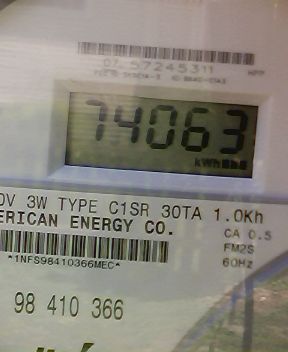 07 57245311
74063
kWh
0V 3W TYPE C1SR 30TA 1.0Kh
ERICAN ENERGY CO.
CA 0.5
FM2S
*1NFS98410366MEC*
60Hz
98 410 366